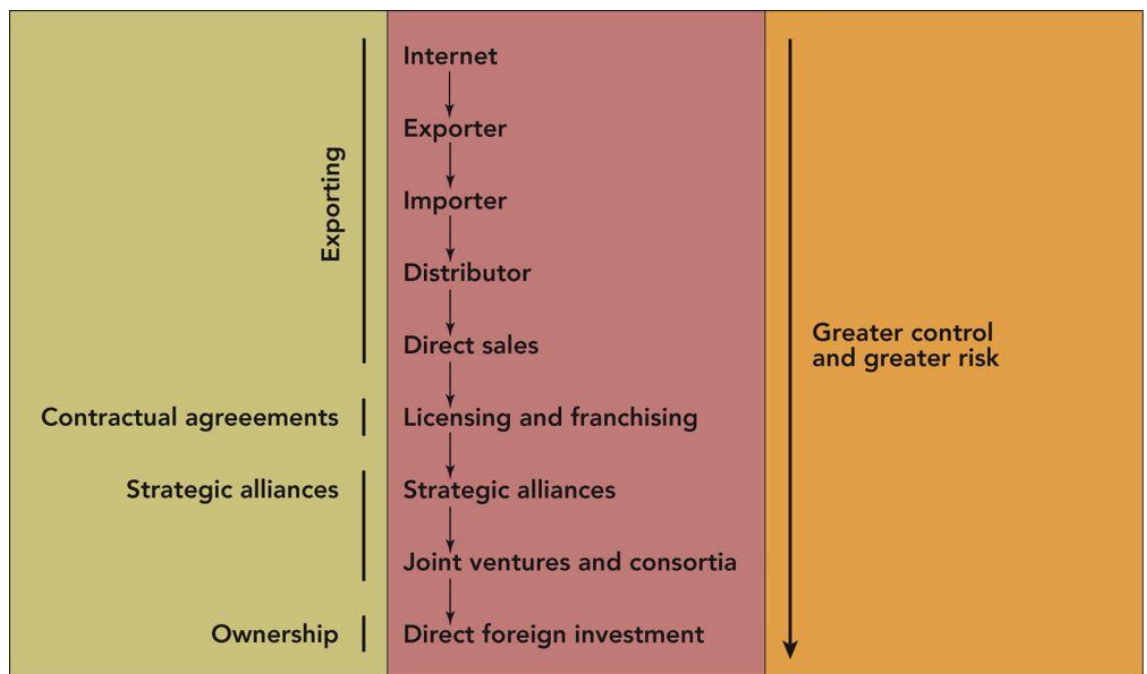 Exporting
Internet
Exporter
Importer
Distributor
Direct sales
Contractual agreeements
Licensing and franchising
Strategic alliances
Strategic alliances
Joint ventures and consortia
Ownership
Direct foreign investment
Greater control
and greater risk